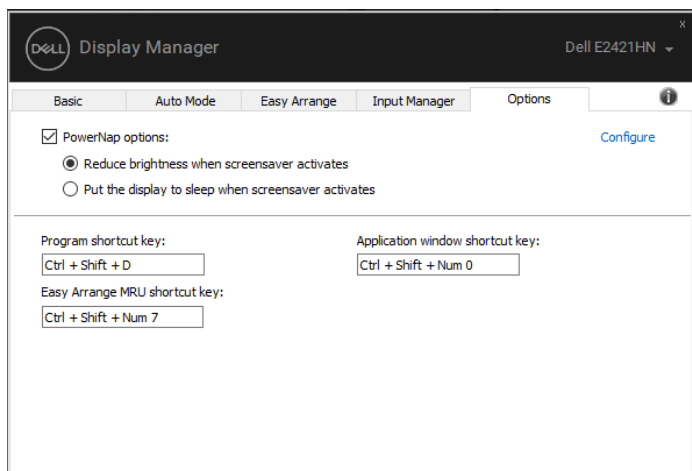 x
DELL Display Manager
Dell E2421HN
Basic Auto Mode Easy Arrange Input Manager Options
PowerNap options: Configure
Reduce brightness when screensaver activates
Put the display to sleep when screensaver activates
Program shortcut key: Application window shortcut key:
Ctrl + Shift + D Ctrl + Shift + Num 0
Easy Arrange MRU shortcut key:
Ctrl + Shift + Num 7